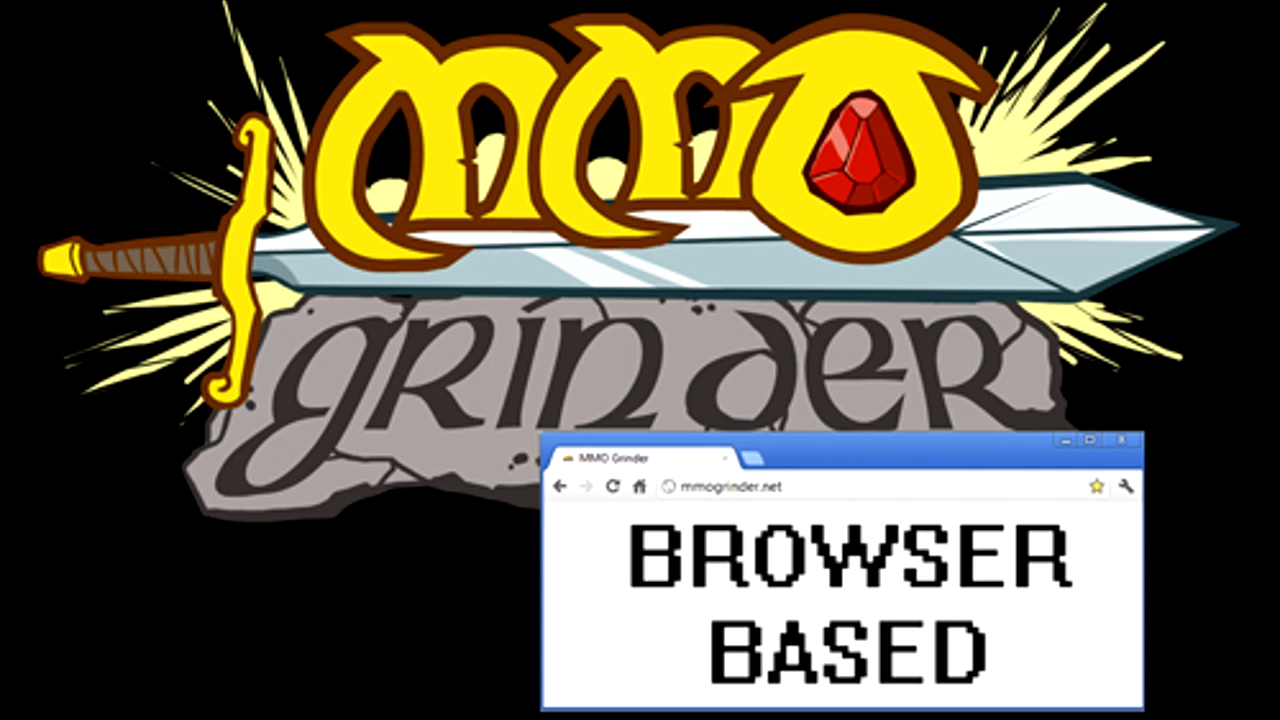 MMO
grinder
MMO Grinder
mmogrinder.net
BROWSER
BASED